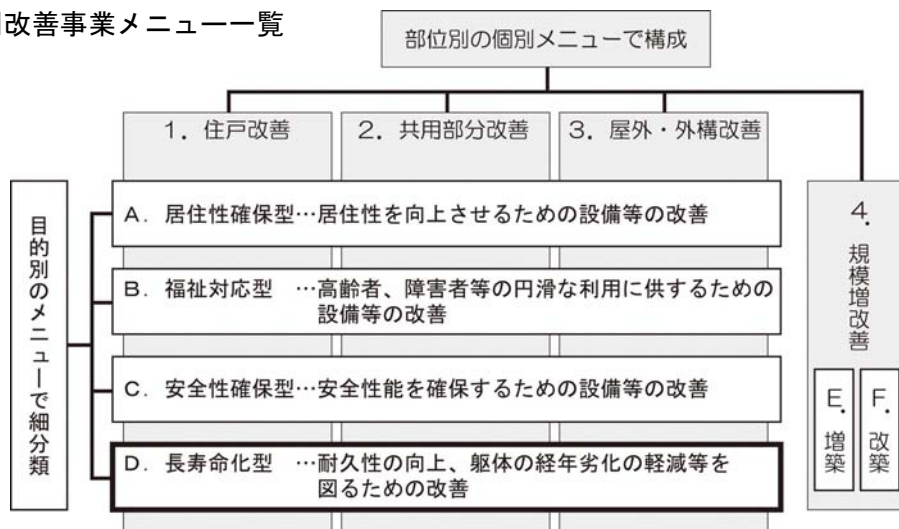 改善事業メニュー一覧
部位別の個別メニューで構成
1．住戸改善
2．共用部分改善
3．屋外・外構改善
目的別のメニューで細分類
A．居住性確保型…居住性を向上させるための設備等の改善
B．福祉対応型　…高齢者、障害者等の円滑な利用に供するための
設備等の改善
C．安全性確保型…安全性能を確保するための設備等の改善
D．長寿命化型　…耐久性の向上、躯体の経年劣化の軽減等を
図るための改善
4．規模増改善
E．増築
F．改築